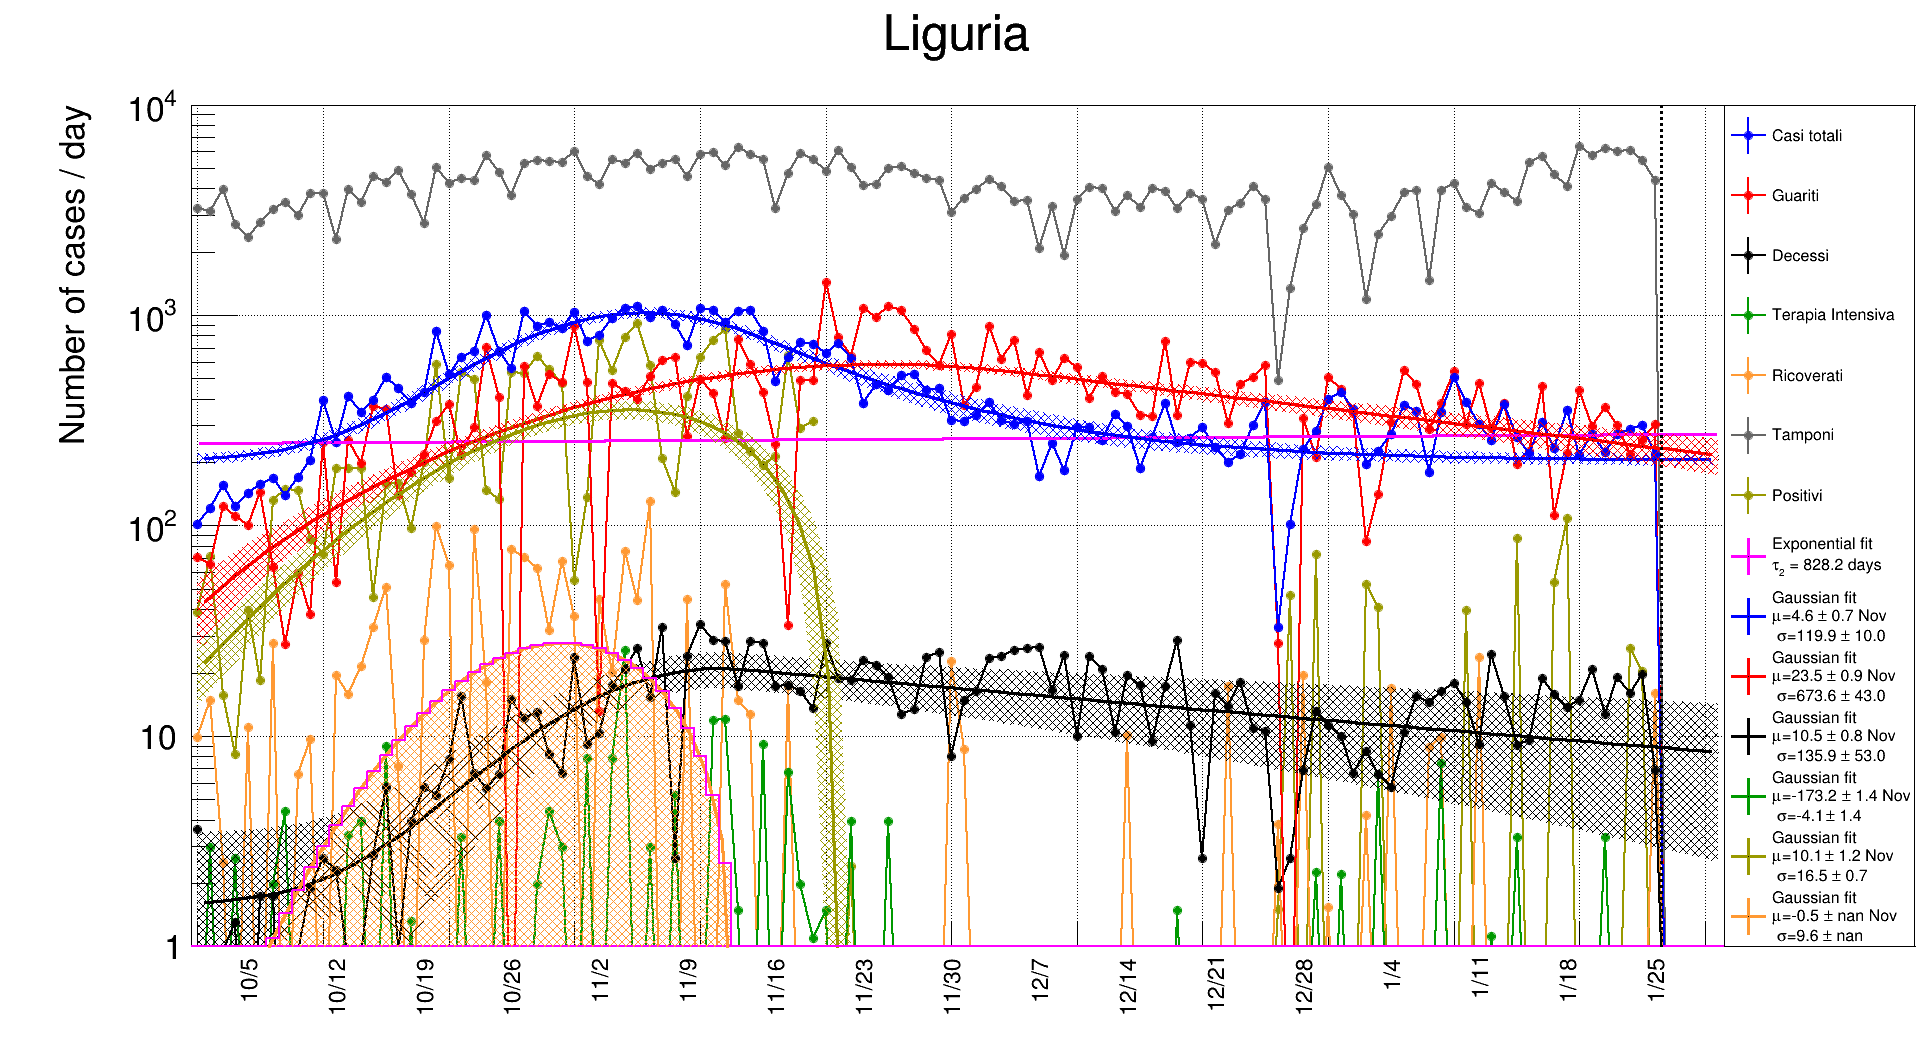 Liguria
Number of cases / day
10⁴
10³
10²
10
1
10/5
10/12
10/19
10/26
11/2
11/9
11/16
11/23
11/30
12/7
12/14
12/21
12/28
1/4
1/11
1/18
1/25
Casi totali
Guariti
Decessi
Terapia Intensiva
Ricoverati
Tamponi
Positivi
Exponential fit
τ₂ = 828.2 days
Gaussian fit
μ=4.6 ± 0.7 Nov
σ=119.9 ± 10.0
Gaussian fit
μ=23.5 ± 0.9 Nov
σ=673.6 ± 43.0
Gaussian fit
μ=10.5 ± 0.8 Nov
σ=135.9 ± 53.0
Gaussian fit
μ=-173.2 ± 1.4 Nov
σ=-4.1 ± 1.4
Gaussian fit
μ=10.1 ± 1.2 Nov
σ=16.5 ± 0.7
Gaussian fit
μ=-0.5 ± nan Nov
σ=9.6 ± nan